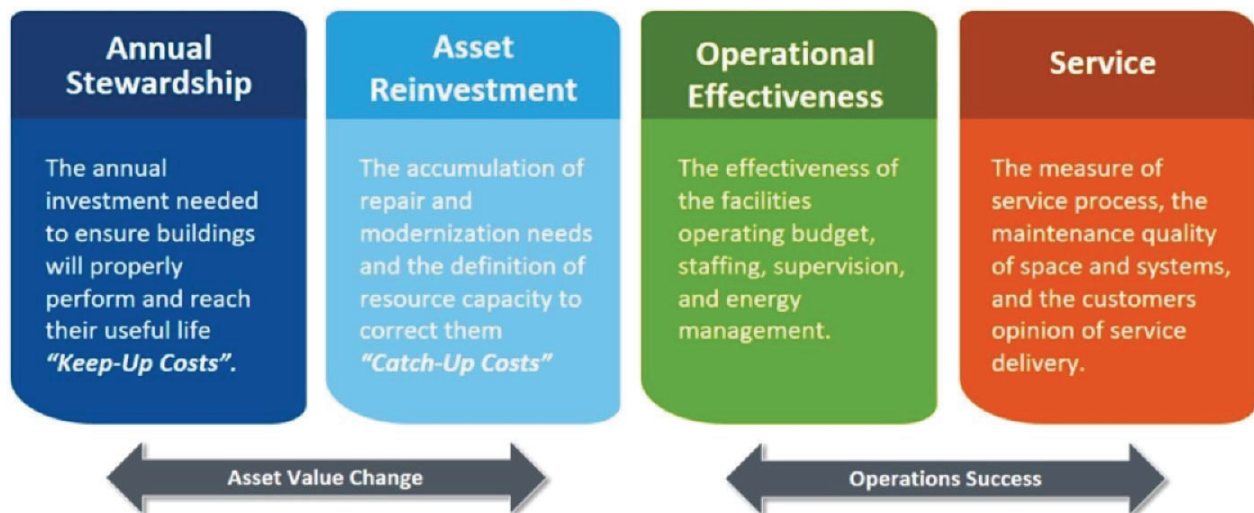 Annual
Stewardship
The annual
investment needed
to ensure buildings
will properly
perform and reach
their useful life
“Keep-Up Costs”.
Asset
Reinvestment
The accumulation of
repair and
modernization needs
and the definition of
resource capacity to
correct them
“Catch-Up Costs”
Operational
Effectiveness
The effectiveness of
the facilities
operating budget,
staffing, supervision,
and energy
management.
Service
The measure of
service process, the
maintenance quality
of space and systems,
and the customers
opinion of service
delivery.
Asset Value Change
Operations Success